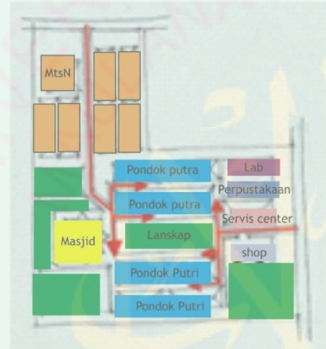 MtsN
Pondok putra
Lab
Pondok putra
Perpustakaan
Servis center
Lanskap
Masjid
shop
Pondok Putri
Pondok Putri